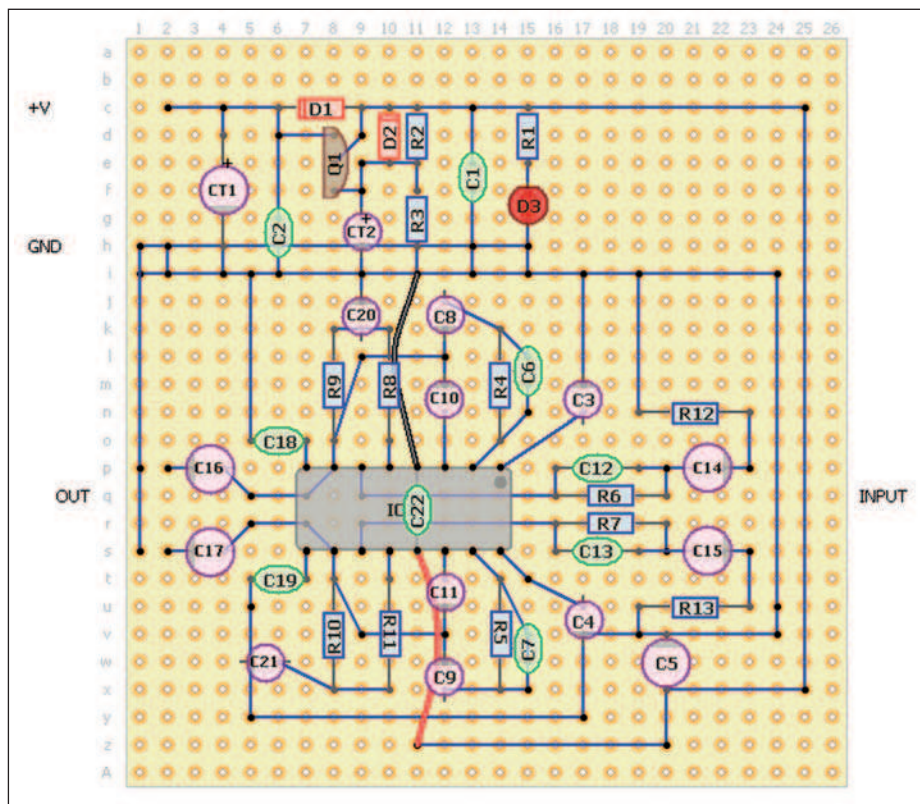 1 2 3 4 5 6 7 8 9 10 11 12 13 14 15 16 17 18 19 20 21 22 23 24 25 26
a
b
+V
c
D1
d
Q1
D2
R2
R1
e
CT1
+
C1
f
D3
g
C2
CT2
+
R3
GND
h
i
j
C20
C8
k
l
R9
R8
R4
C6
m
C10
C3
n
R12
o
C18
p
C16
C12
C14
OUT
q
IC
C22
R6
INPUT
r
R7
s
C17
C13
C15
t
C19
C11
u
R13
C4
v
R10
R11
R5
C7
w
C21
C9
C5
x
y
z
A